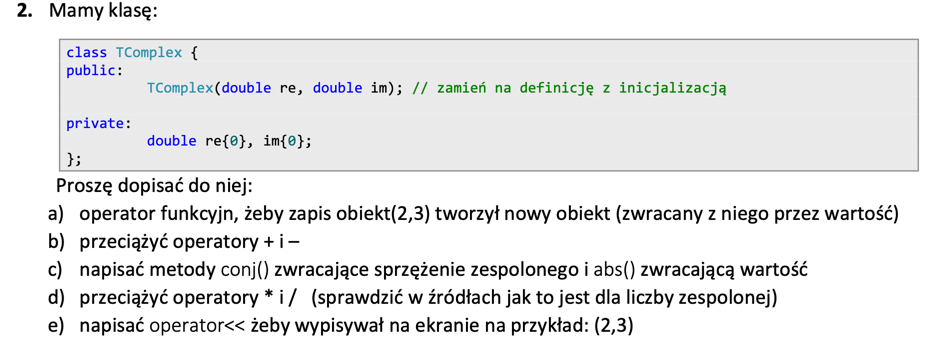 2. Mamy klasę:
class TComplex {
public:
TComplex(double re, double im); // zamień na definicję z inicjalizacją
private:
double re{0}, im{0};
};
Proszę dopisać do niej:
a) operator funkcyjn, żeby zapis obiekt(2,3) tworzył nowy obiekt (zwracany z niego przez wartość)
b) przeciążyć operatory + i –
c) napisać metody conj() zwracające sprzężenie zespolonego i abs() zwracającą wartość
d) przeciążyć operatory * i / (sprawdzić w źródłach jak to jest dla liczby zespolonej)
e) napisać operator<< żeby wypisywał na ekranie na przykład: (2,3)